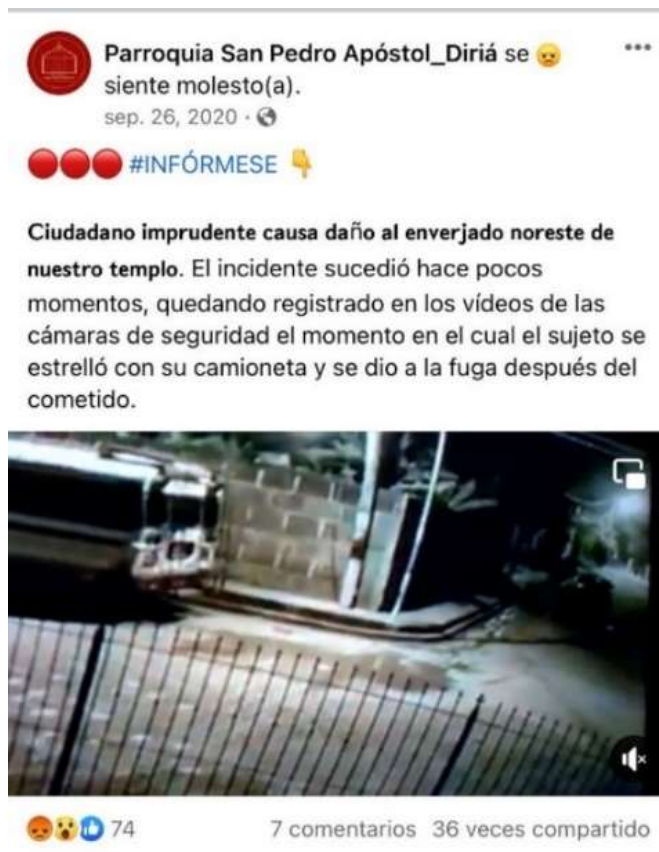 Parroquia San Pedro Apóstol_Diriá se 😠
siente molesto(a).
sep. 26, 2020 ·
🔴🔴🔴 #INFÓRMESE 👇
Ciudadano imprudente causa daño al enverjado noreste de
nuestro templo. El incidente sucedió hace pocos
momentos, quedando registrado en los vídeos de las
cámaras de seguridad el momento en el cual el sujeto se
estrelló con su camioneta y se dio a la fuga después del
cometido.
74
7 comentarios 36 veces compartido